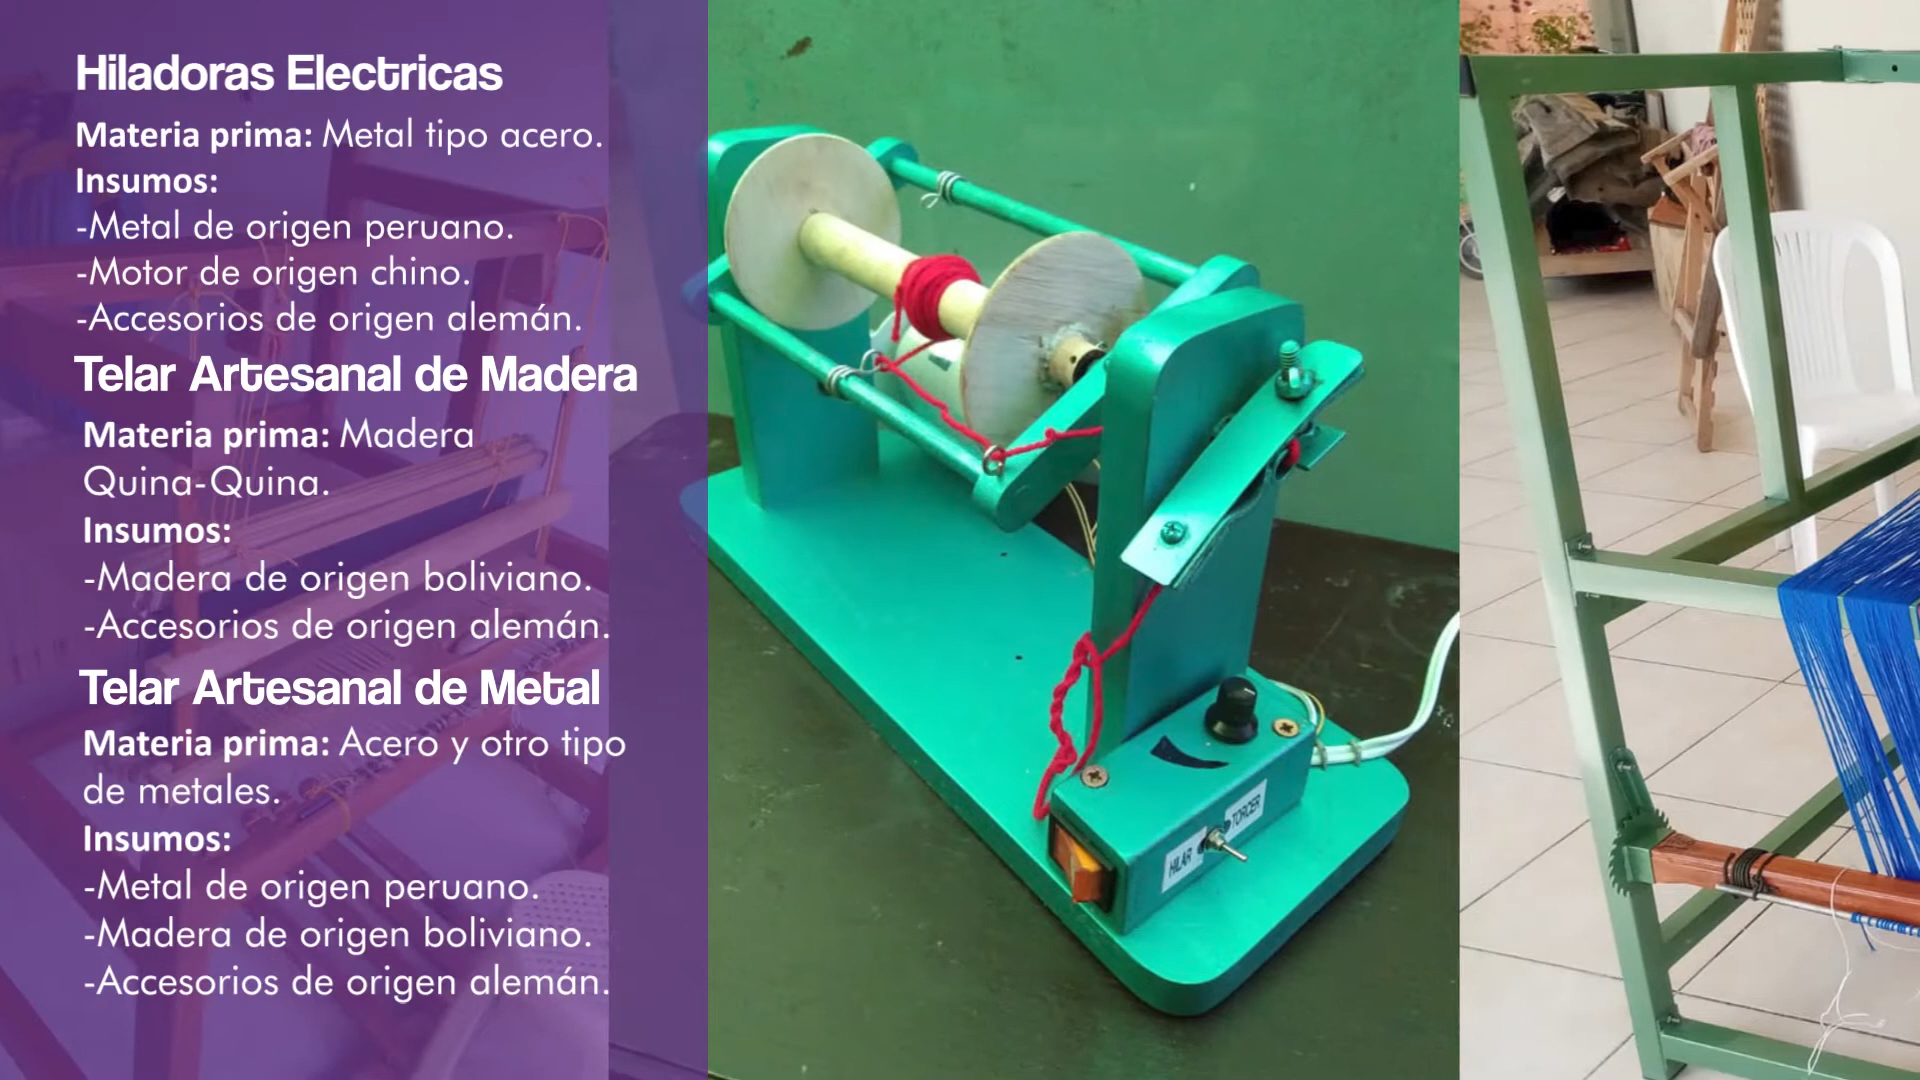 Hiladoras Electricas
Materia prima: Metal tipo acero.
Insumos:
-Metal de origen peruano.
-Motor de origen chino.
-Accesorios de origen alemán.
Telar Artesanal de Madera
Materia prima: Madera
Quina-Quina.
Insumos:
-Madera de origen boliviano.
-Accesorios de origen alemán.
Telar Artesanal de Metal
Materia prima: Acero y otro tipo
de metales.
Insumos:
-Metal de origen peruano.
-Madera de origen boliviano.
-Accesorios de origen alemán.
HILAR
TORCER